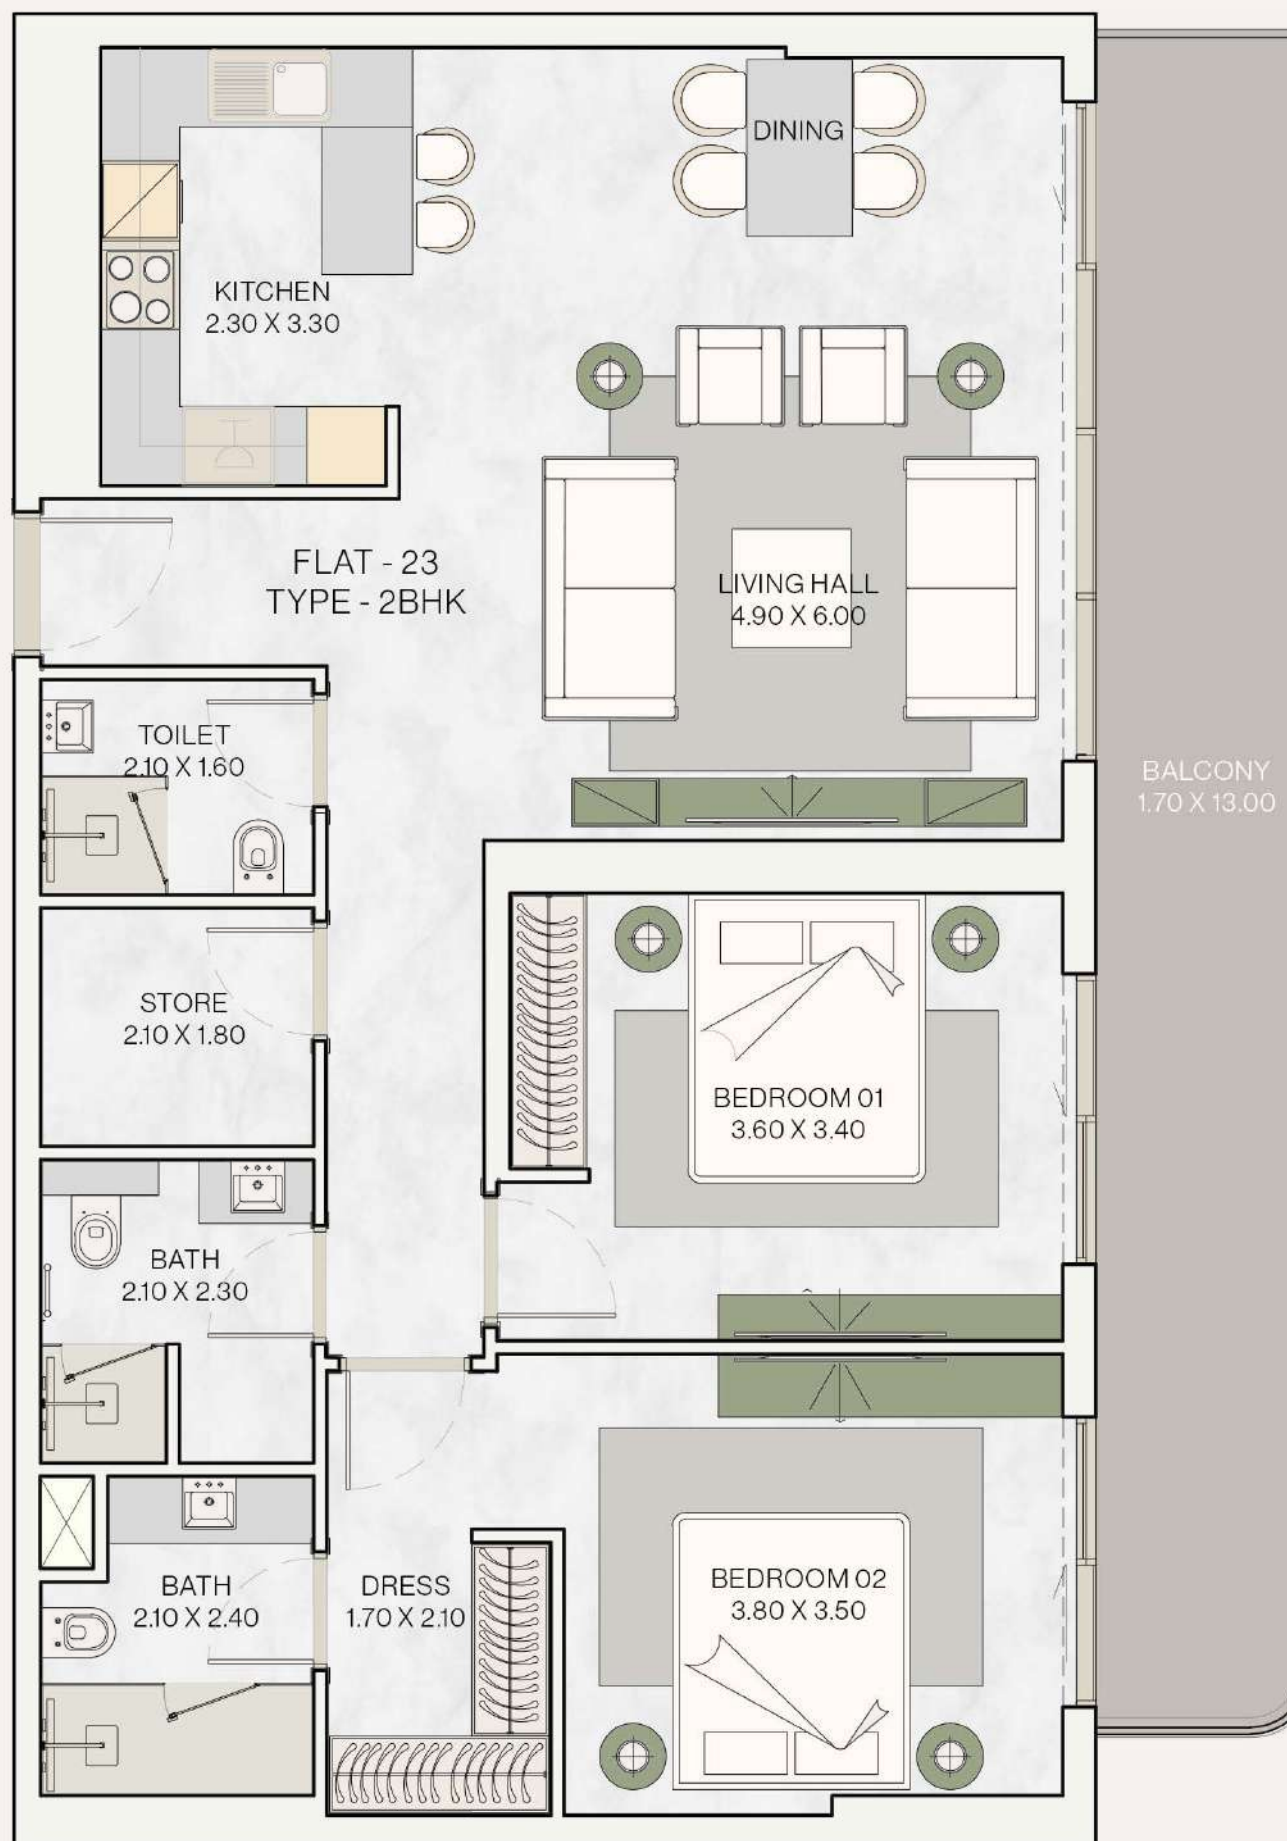 DINING
KITCHEN
2.30 X 3.30
FLAT - 23
TYPE - 2BHK
LIVING HALL
4.90 X 6.00
TOILET
2.10 X 1.60
BALCONY
1.70 X 13.00
STORE
2.10 X 1.80
BEDROOM 01
3.60 X 3.40
BATH
2.10 X 2.30
BATH
2.10 X 2.40
DRESS
1.70 X 2.10
BEDROOM 02
3.80 X 3.50